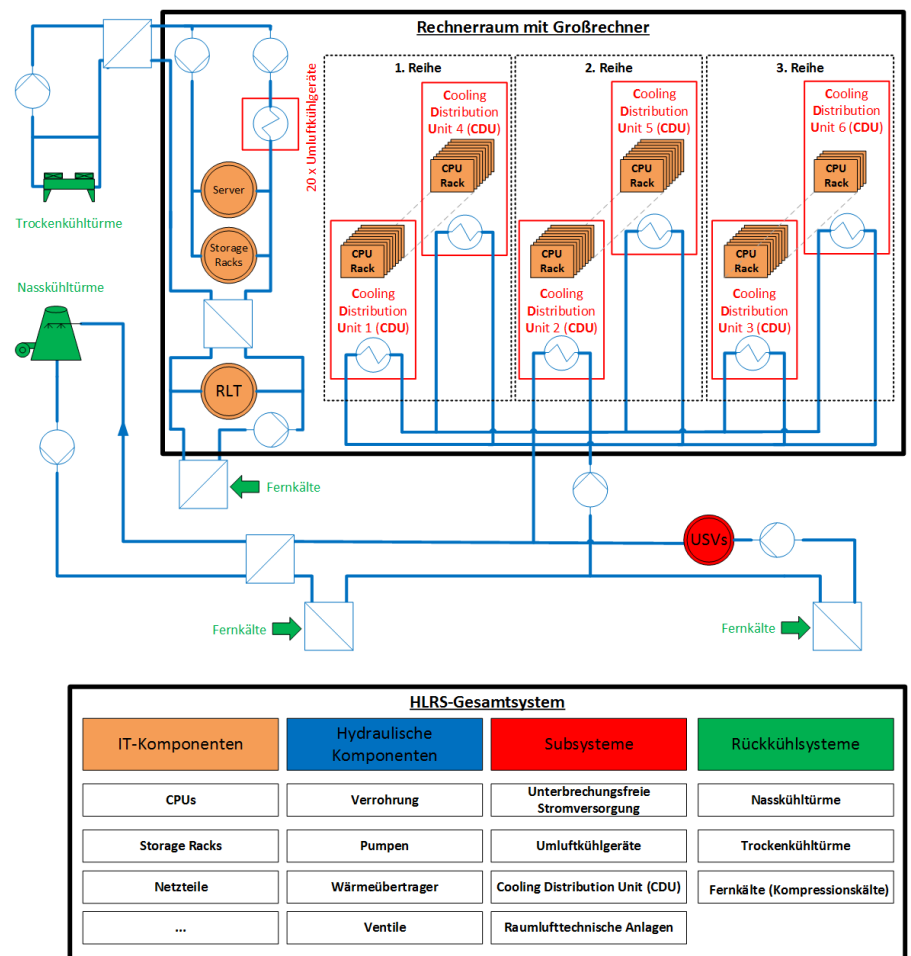 Rechnerraum mit Großrechner
1. Reihe
2. Reihe
3. Reihe
Cooling
Distribution
Unit 4 (CDU)
CPU
Rack
Cooling
Distribution
Unit 5 (CDU)
CPU
Rack
Cooling
Distribution
Unit 6 (CDU)
CPU
Rack
20 x Umluftkühlgeräte
Server
Storage
Racks
RLT
Trockenkühltürme
Nasskühltürme
CPU
Rack
Cooling
Distribution
Unit 1 (CDU)
CPU
Rack
Cooling
Distribution
Unit 2 (CDU)
CPU
Rack
Cooling
Distribution
Unit 3 (CDU)
Fernkälte
USVs
Fernkälte
Fernkälte
HLRS-Gesamtsystem
IT-Komponenten
Hydraulische
Komponenten
Subsysteme
Rückkühlsysteme
CPUs
Verrohrung
Unterbrechungsfreie
Stromversorgung
Nasskühltürme
Storage Racks
Pumpen
Umluftkühlgeräte
Trockenkühltürme
Netzteile
Wärmeübertrager
Cooling Distribution Unit (CDU)
Fernkälte (Kompressionskälte)
...
Ventile
Raumlufttechnische Anlagen